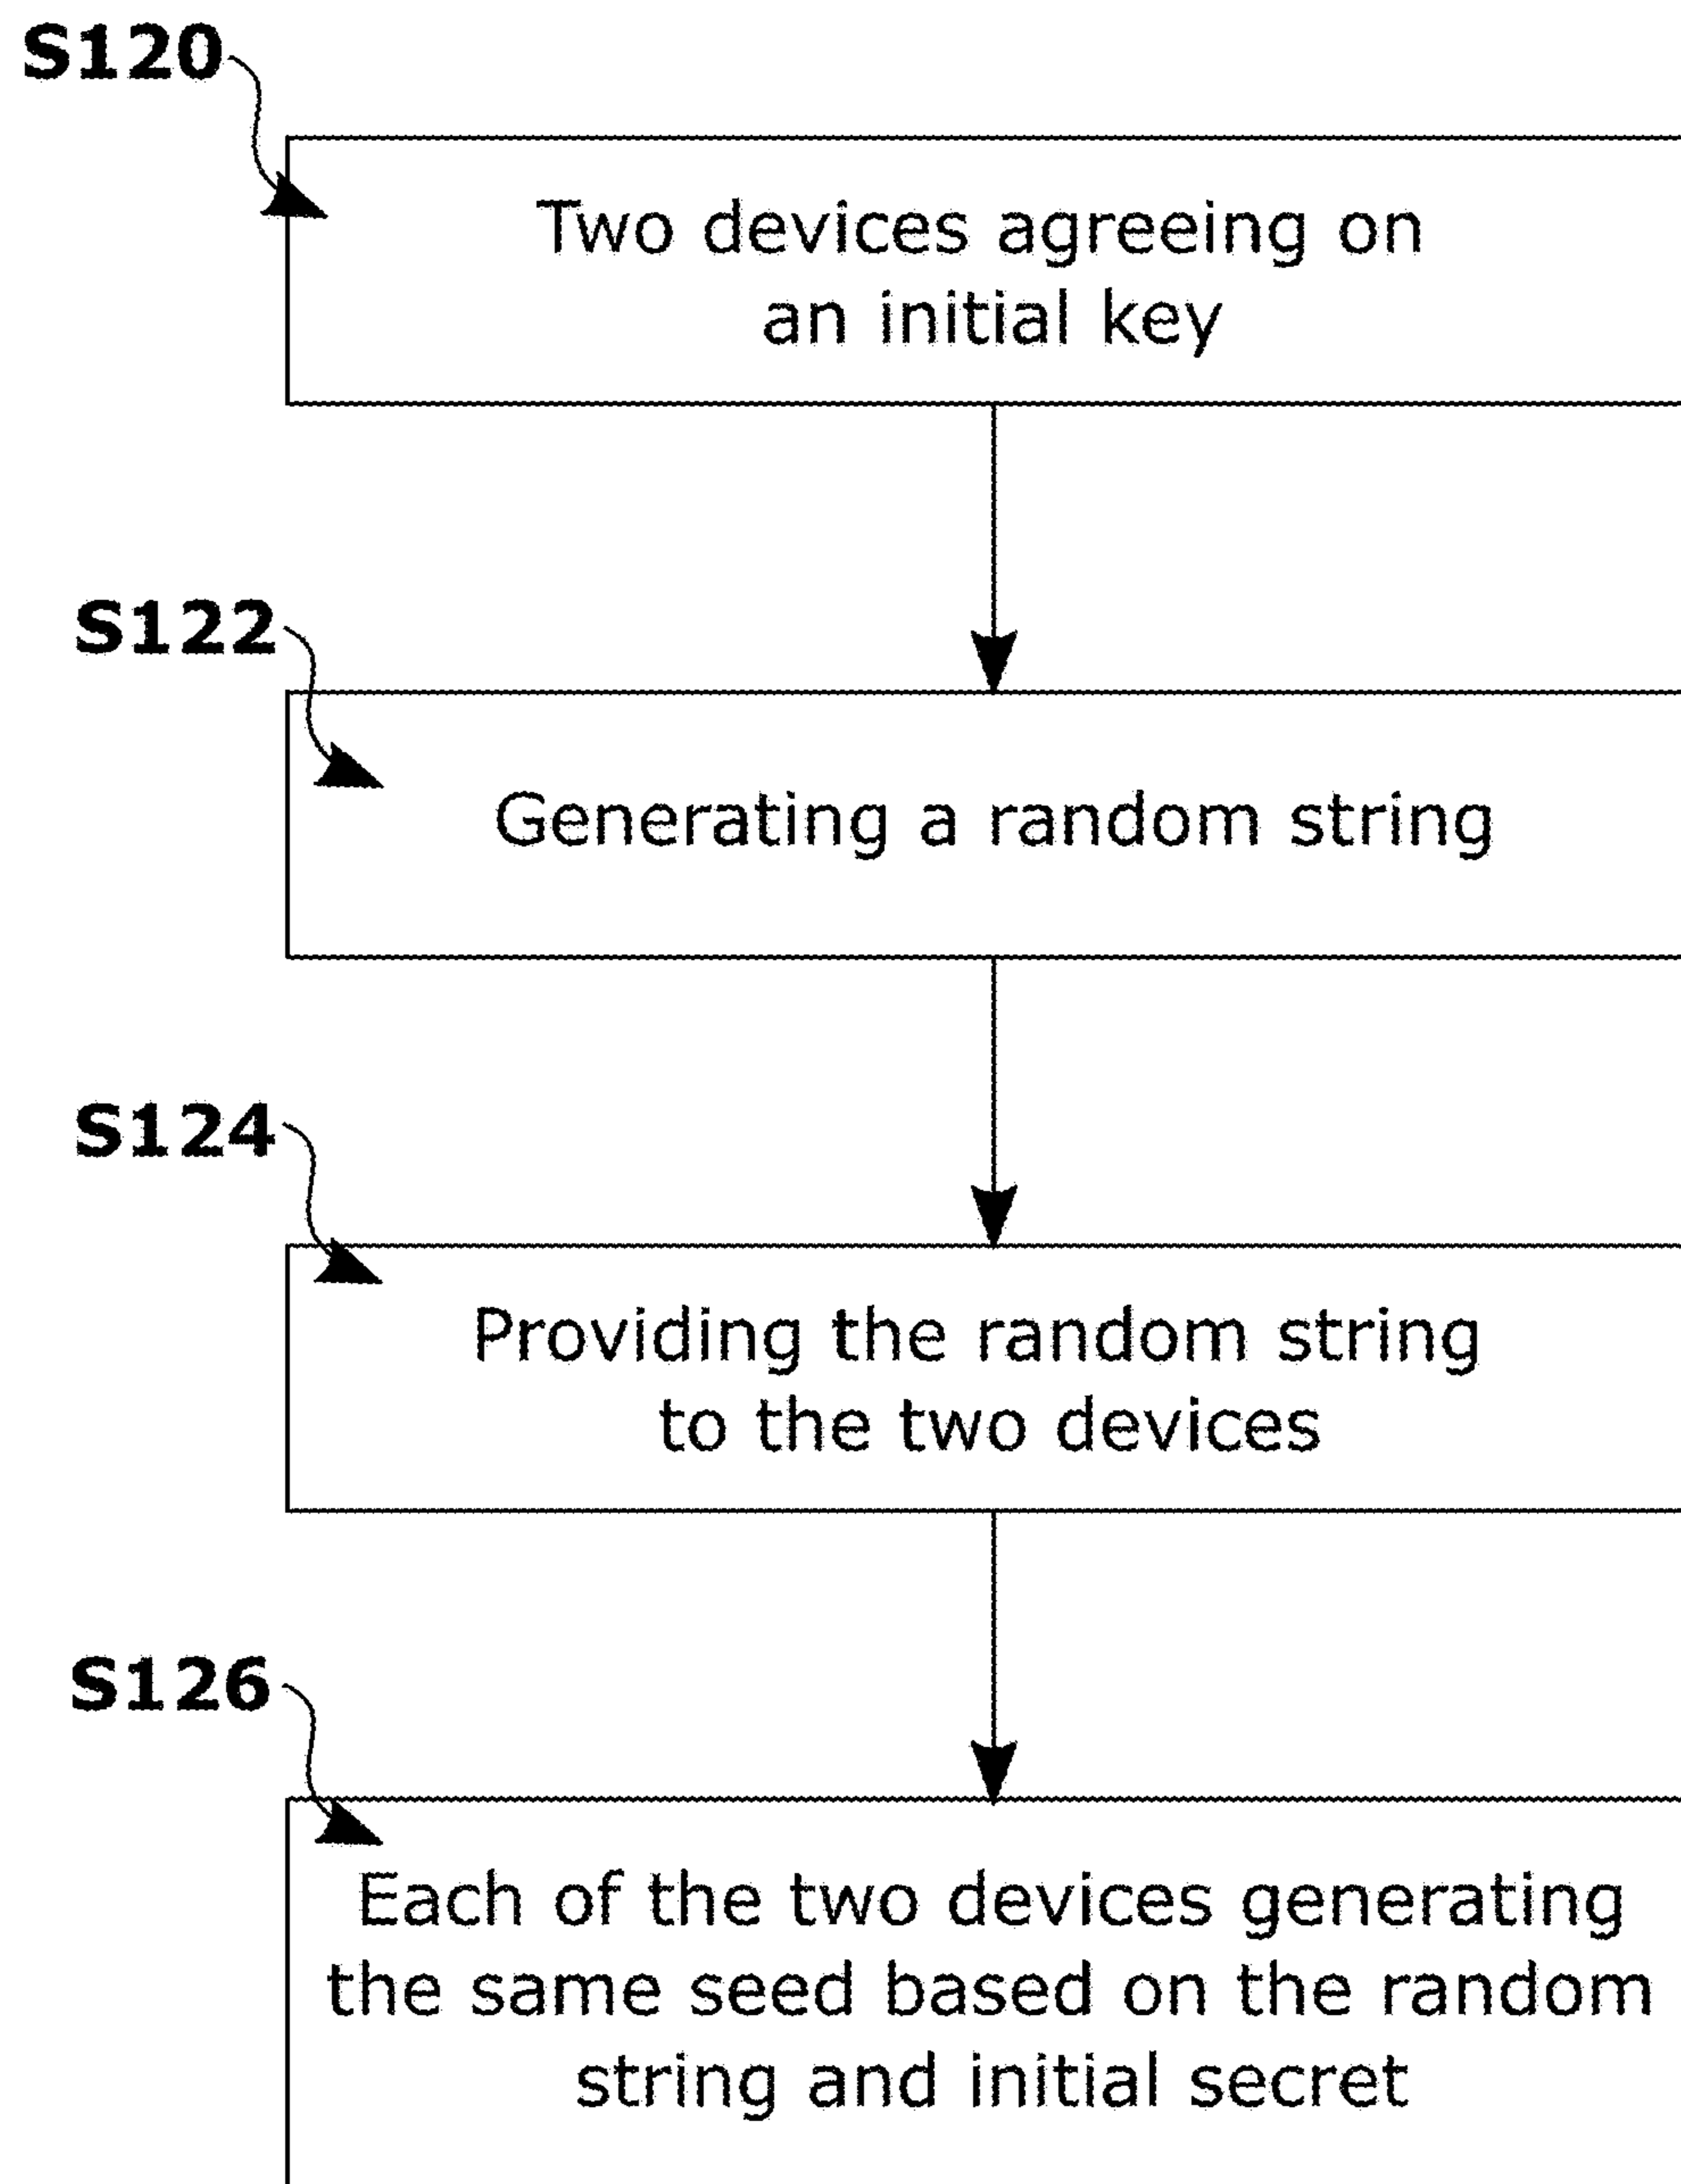 S120
Two devices agreeing on
an initial key
S122
Generating a random string
S124
Providing the random string
to the two devices
S126
Each of the two devices generating
the same seed based on the random
string and initial secret